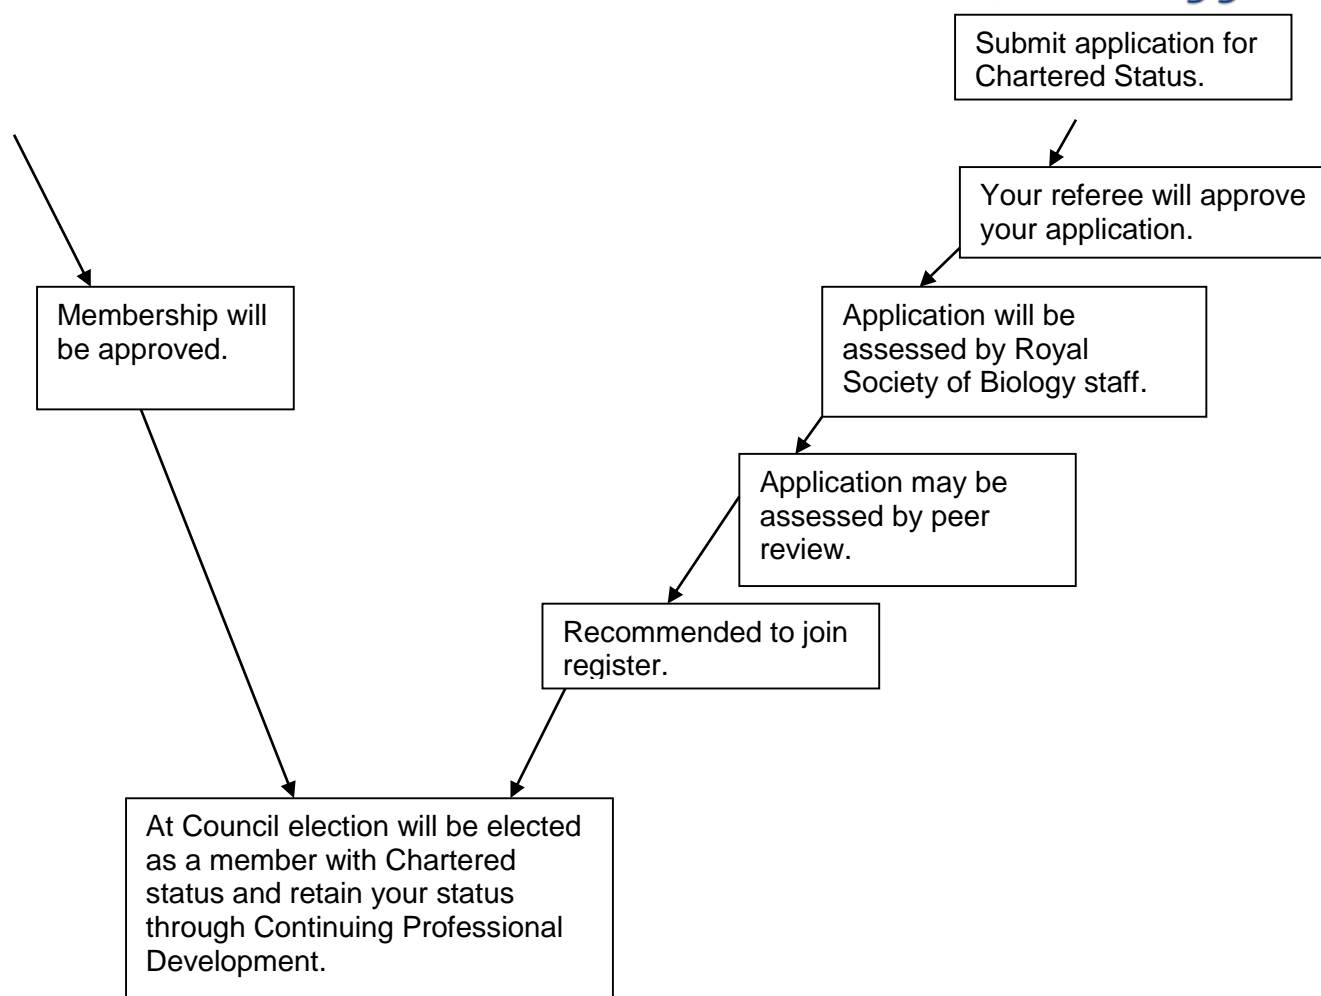 Submit application for
Chartered Status.
Your referee will approve
your application.
Membership will
be approved.
Application will be
assessed by Royal
Society of Biology staff.
Application may be
assessed by peer
review.
Recommended to join
register.
At Council election will be elected
as a member with Chartered
status and retain your status
through Continuing Professional
Development.